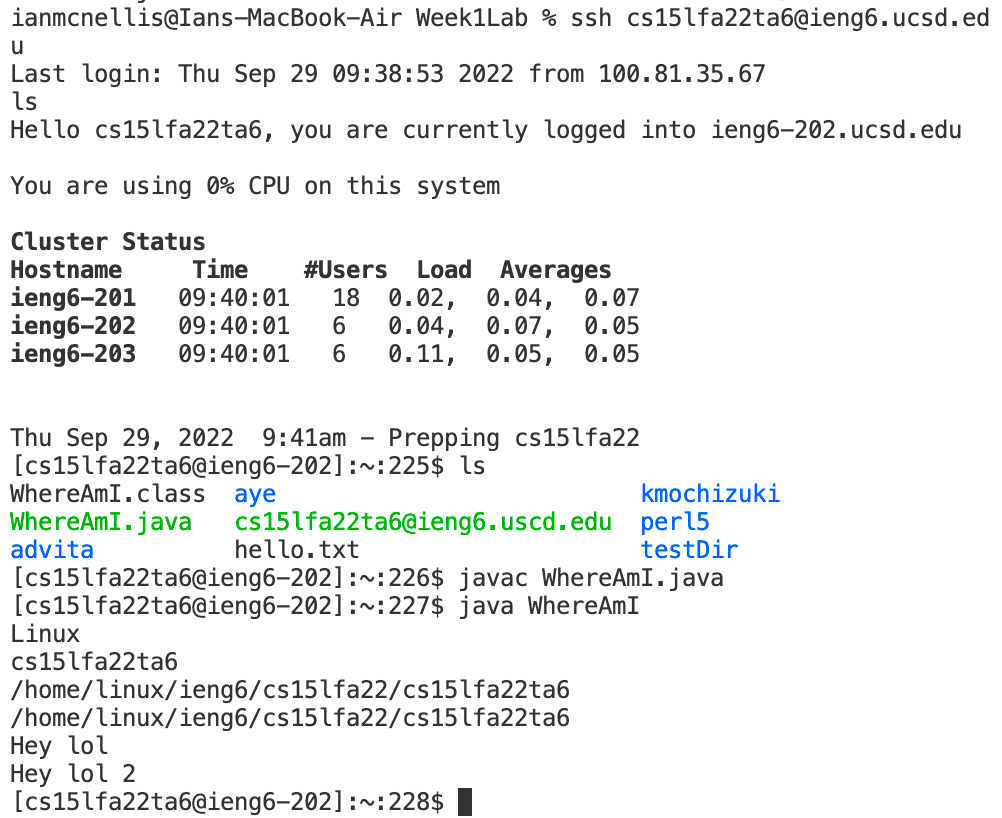 ianmcnellis@Ians-MacBook-Air Week1Lab % ssh cs15lfa22ta6@ieng6.ucsd.ed
u
Last login: Thu Sep 29 09:38:53 2022 from 100.81.35.67
ls
Hello cs15lfa22ta6, you are currently logged into ieng6-202.ucsd.edu
You are using 0% CPU on this system
Cluster Status
Hostname     Time    #Users  Load  Averages
ieng6-201   09:40:01   18  0.02,  0.04,  0.07
ieng6-202   09:40:01   6   0.04,  0.07,  0.05
ieng6-203   09:40:01   6   0.11,  0.05,  0.05
Thu Sep 29, 2022  9:41am - Prepping cs15lfa22
[cs15lfa22ta6@ieng6-202]:~:225$ ls
WhereAmI.class  aye                          kmochizuki
WhereAmI.java   cs15lfa22ta6@ieng6.uscd.edu  perl5
advita          hello.txt                    testDir
[cs15lfa22ta6@ieng6-202]:~:226$ javac WhereAmI.java
[cs15lfa22ta6@ieng6-202]:~:227$ java WhereAmI
Linux
cs15lfa22ta6
/home/linux/ieng6/cs15lfa22/cs15lfa22ta6
/home/linux/ieng6/cs15lfa22/cs15lfa22ta6
Hey lol
Hey lol 2
[cs15lfa22ta6@ieng6-202]:~:228$